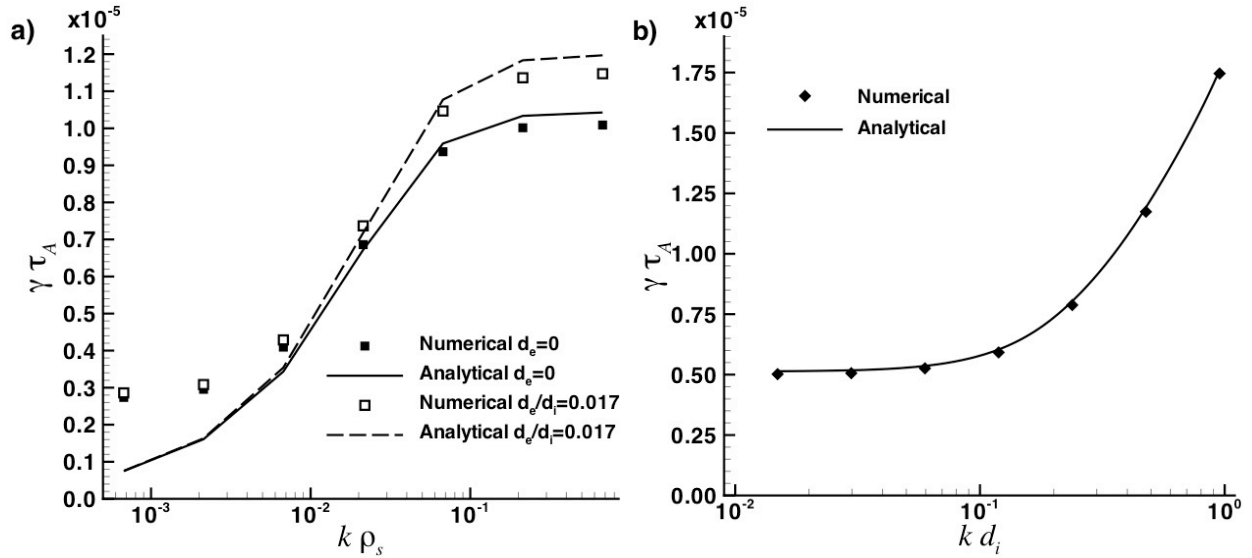 a)
x10^-5
γ τ_A
1.2
1.1
1.0
0.9
0.8
0.7
0.6
0.5
0.4
0.3
0.2
0.1
0.0
10^-3
10^-2
10^-1
k ρ_s
Numerical d_e=0
Analytical d_e=0
Numerical d_e/d_i=0.017
Analytical d_e/d_i=0.017
b)
x10^-5
γ τ_A
1.75
1.50
1.25
1.00
0.75
0.50
0.25
0.00
10^-2
10^-1
10^0
k d_i
Numerical
Analytical